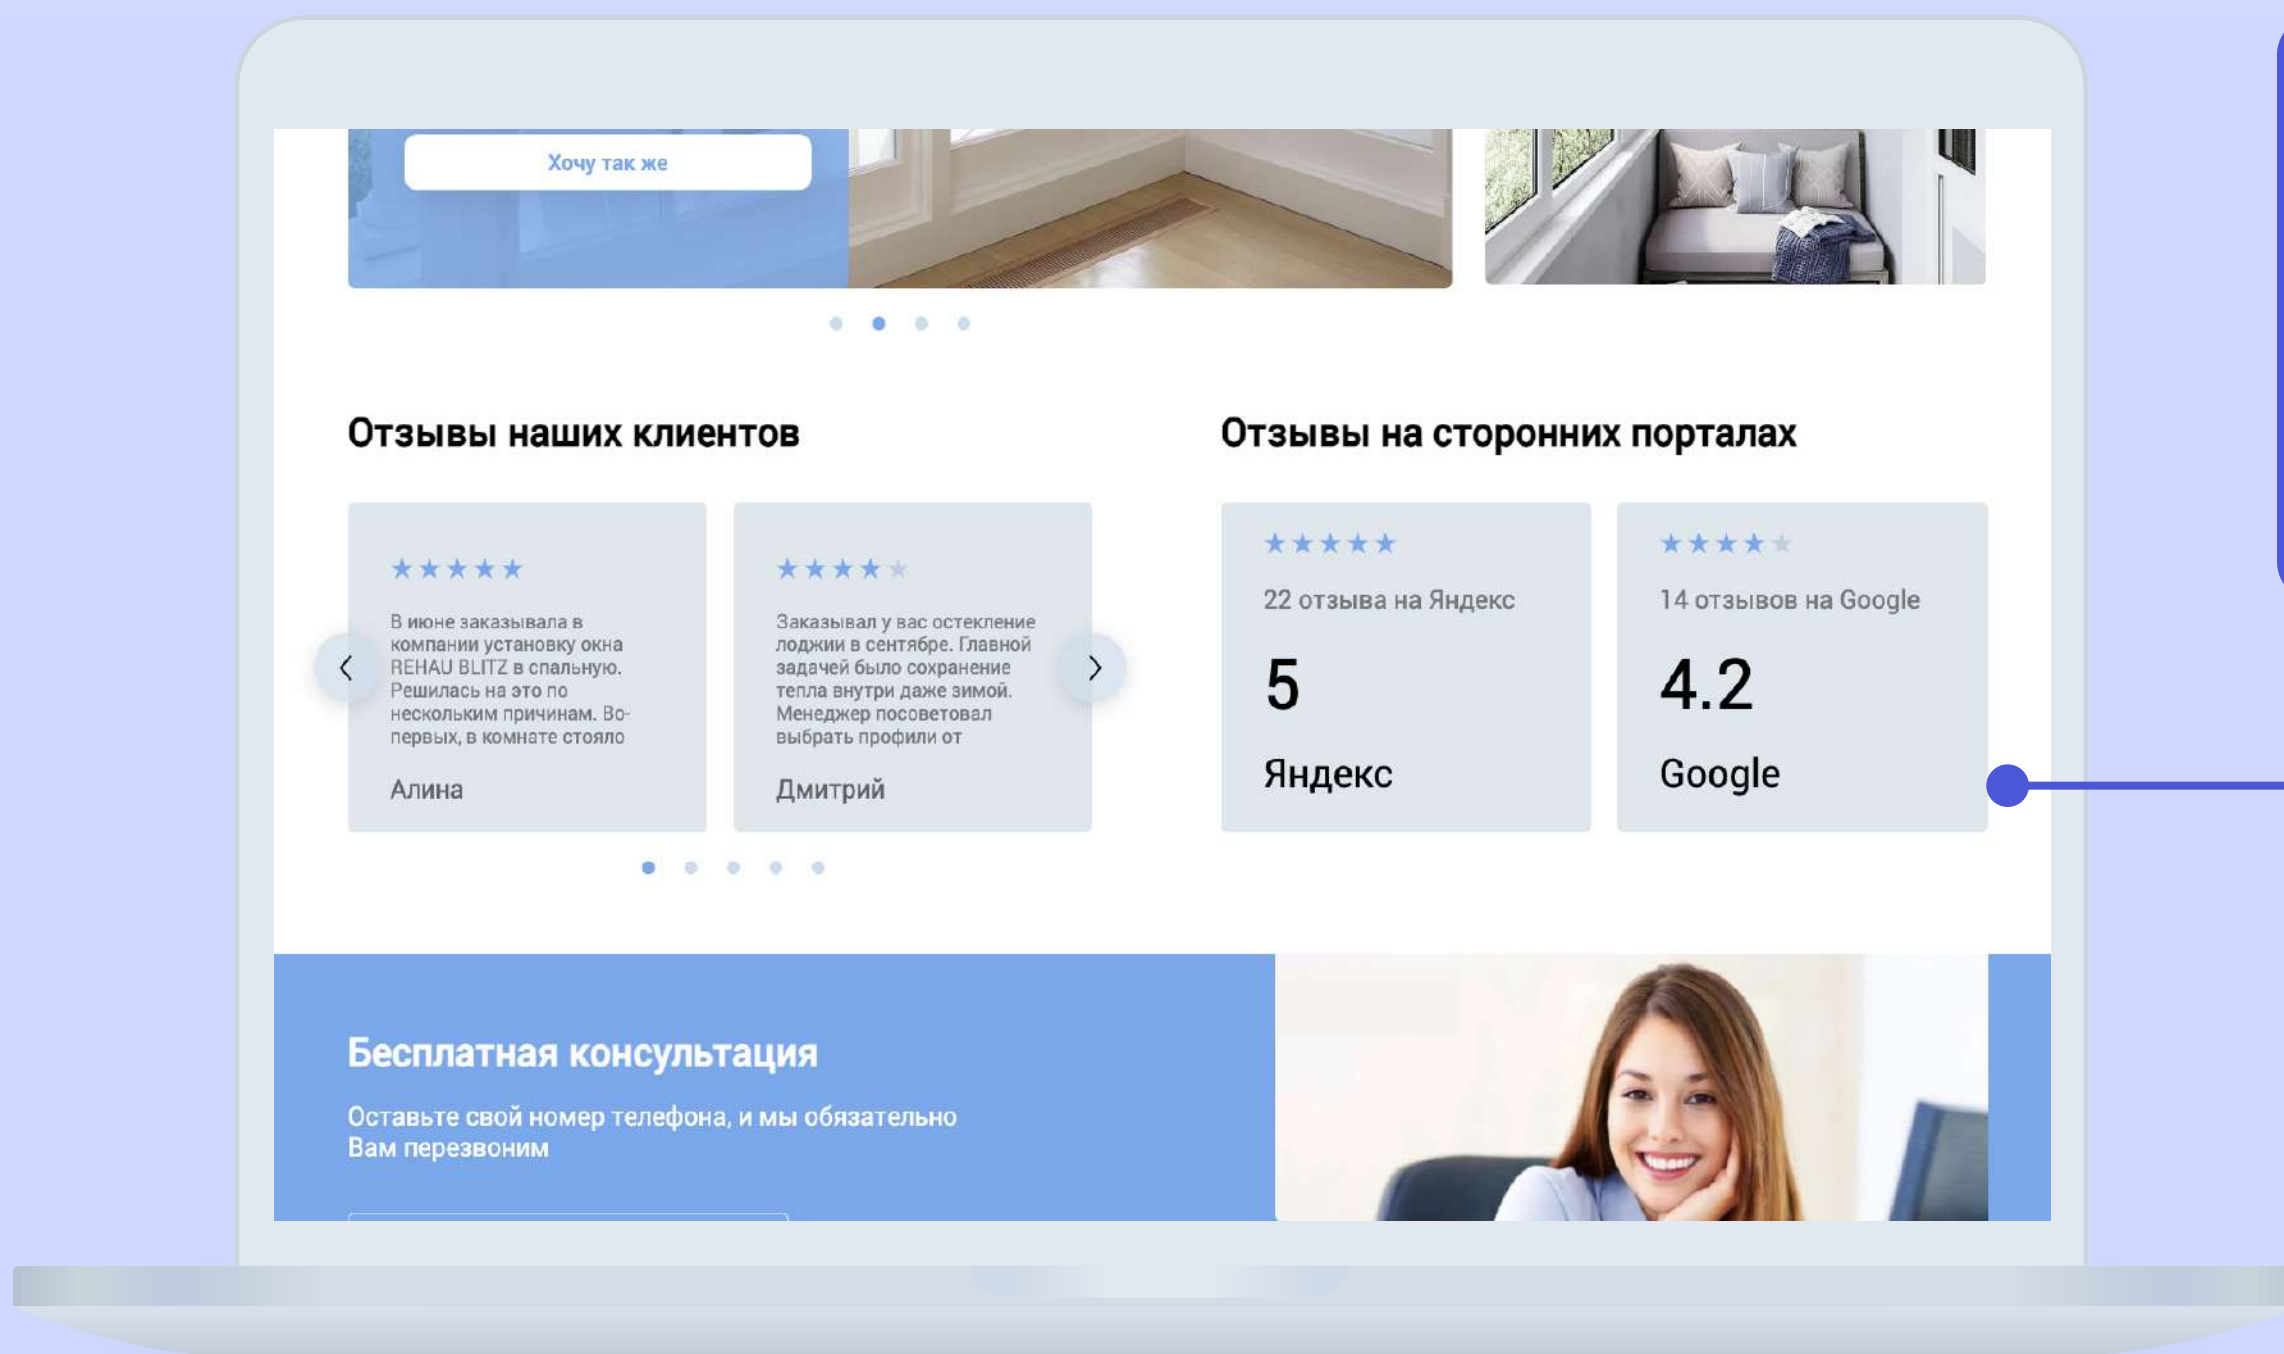 Хочу так же
Отзывы наших клиентов
В июне заказывала в
компании установку окна
REHAU BLITZ в спальную.
Решилась на это по
нескольким причинам. Во-
первых, в комнате стояло
Алина
Заказывал у вас остекление
лоджии в сентябре. Главной
задачей было сохранение
тепла внутри даже зимой.
Менеджер посоветовал
выбрать профили от
Дмитрий
Отзывы на сторонних порталах
22 отзыва на Яндекс
5
Яндекс
14 отзывов на Google
4.2
Google
Бесплатная консультация
Оставьте свой номер телефона, и мы обязательно
Вам перезвоним